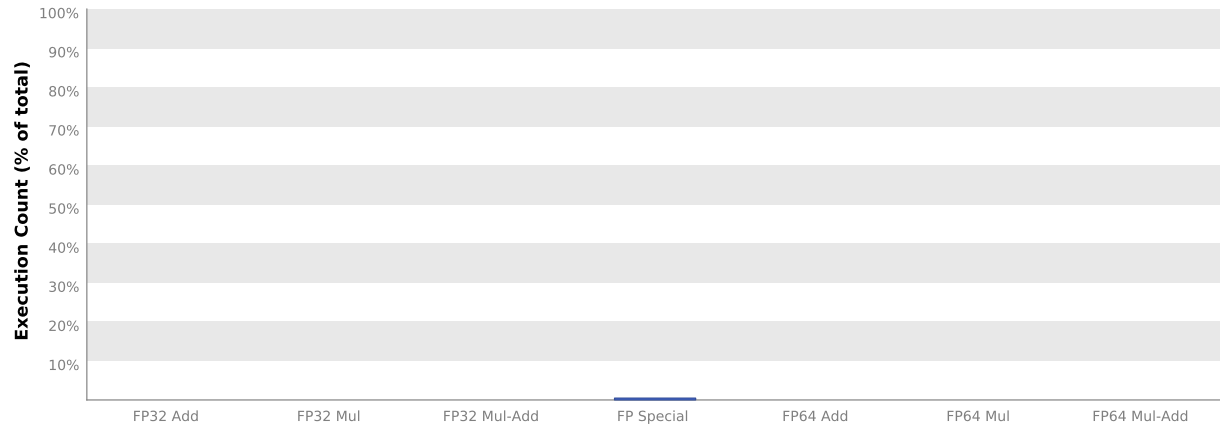 Execution Count (% of total)
100%
90%
80%
70%
60%
50%
40%
30%
20%
10%
FP32 Add
FP32 Mul
FP32 Mul-Add
FP Special
FP64 Add
FP64 Mul
FP64 Mul-Add